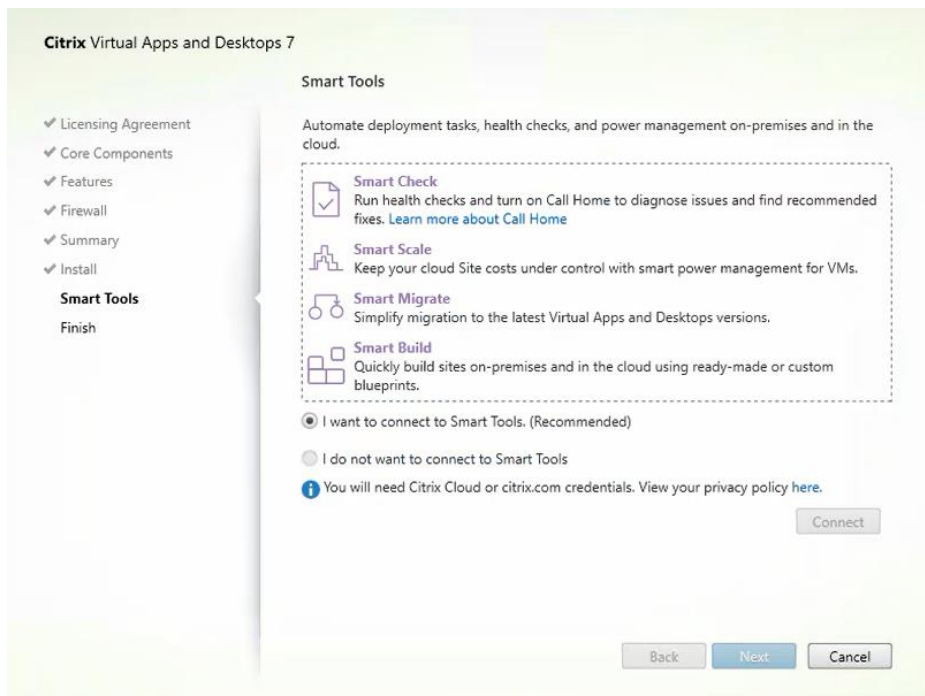 Citrix Virtual Apps and Desktops 7
Smart Tools
Licensing Agreement
Core Components
Features
Firewall
Summary
Install
Smart Tools
Finish
Automate deployment tasks, health checks, and power management on-premises and in the
cloud.
Smart Check
Run health checks and turn on Call Home to diagnose issues and find recommended
fixes. Learn more about Call Home
Smart Scale
Keep your cloud Site costs under control with smart power management for VMs.
Smart Migrate
Simplify migration to the latest Virtual Apps and Desktops versions.
Smart Build
Quickly build sites on-premises and in the cloud using ready-made or custom
blueprints.
I want to connect to Smart Tools. (Recommended)
I do not want to connect to Smart Tools
You will need Citrix Cloud or citrix.com credentials. View your privacy policy here.
Connect
Back Next Cancel